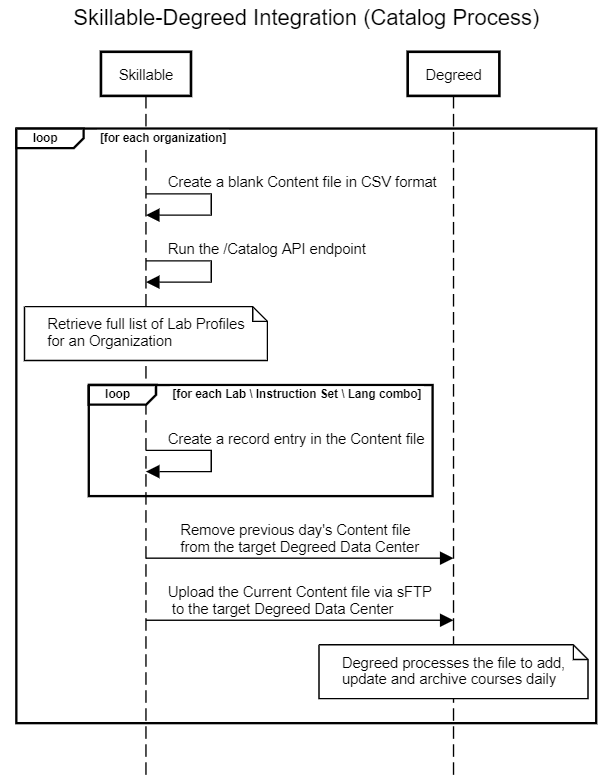 Skillable-Degreed Integration (Catalog Process)
Skillable
Degreed
loop
[for each organization]
Create a blank Content file in CSV format
Run the /Catalog API endpoint
Retrieve full list of Lab Profiles
for an Organization
loop
[for each Lab \ Instruction Set \ Lang combo]
Create a record entry in the Content file
Remove previous day's Content file
from the target Degreed Data Center
Upload the Current Content file via sFTP
to the target Degreed Data Center
Degreed processes the file to add,
update and archive courses daily